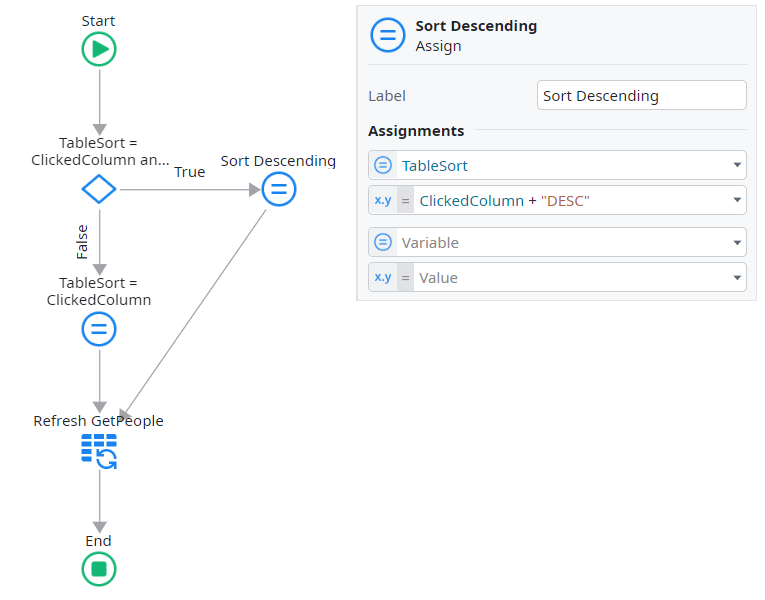 Start
TableSort =
ClickedColumn an...
True
Sort Descending
False
TableSort =
ClickedColumn
Refresh GetPeople
End
Sort Descending
Assign
Label
Sort Descending
Assignments
TableSort
x.y = ClickedColumn + "DESC"
Variable
x.y = Value